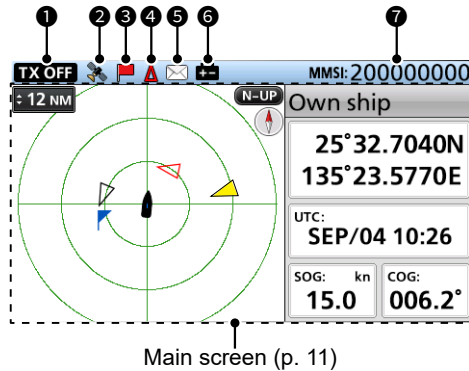 1 2 3 4 5 6 7
TX OFF MMSI: 200000000
12 NM N-UP Own ship
25°32.7040N
135°23.5770E
UTC:
SEP/04 10:26
SOG: kn COG:
15.0 006.2°
Main screen (p. 11)